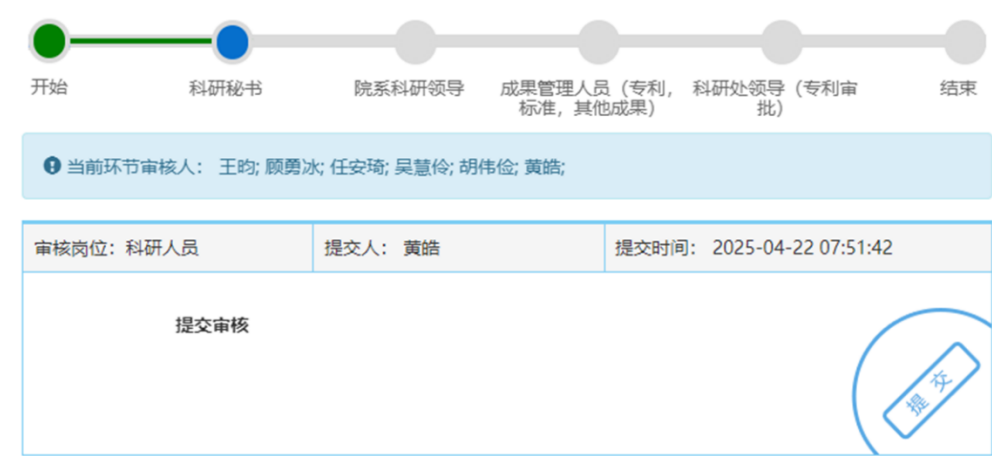 开始
科研秘书
院系科研领导
成果管理人员（专利，
标准，其他成果）
科研处领导（专利审
批）
结束
当前环节审核人： 王昀; 顾勇冰; 任安琦; 吴慧伶; 胡伟俭; 黄皓;
审核岗位：科研人员
提交人： 黄皓
提交时间： 2025-04-22 07:51:42
提交审核
提交